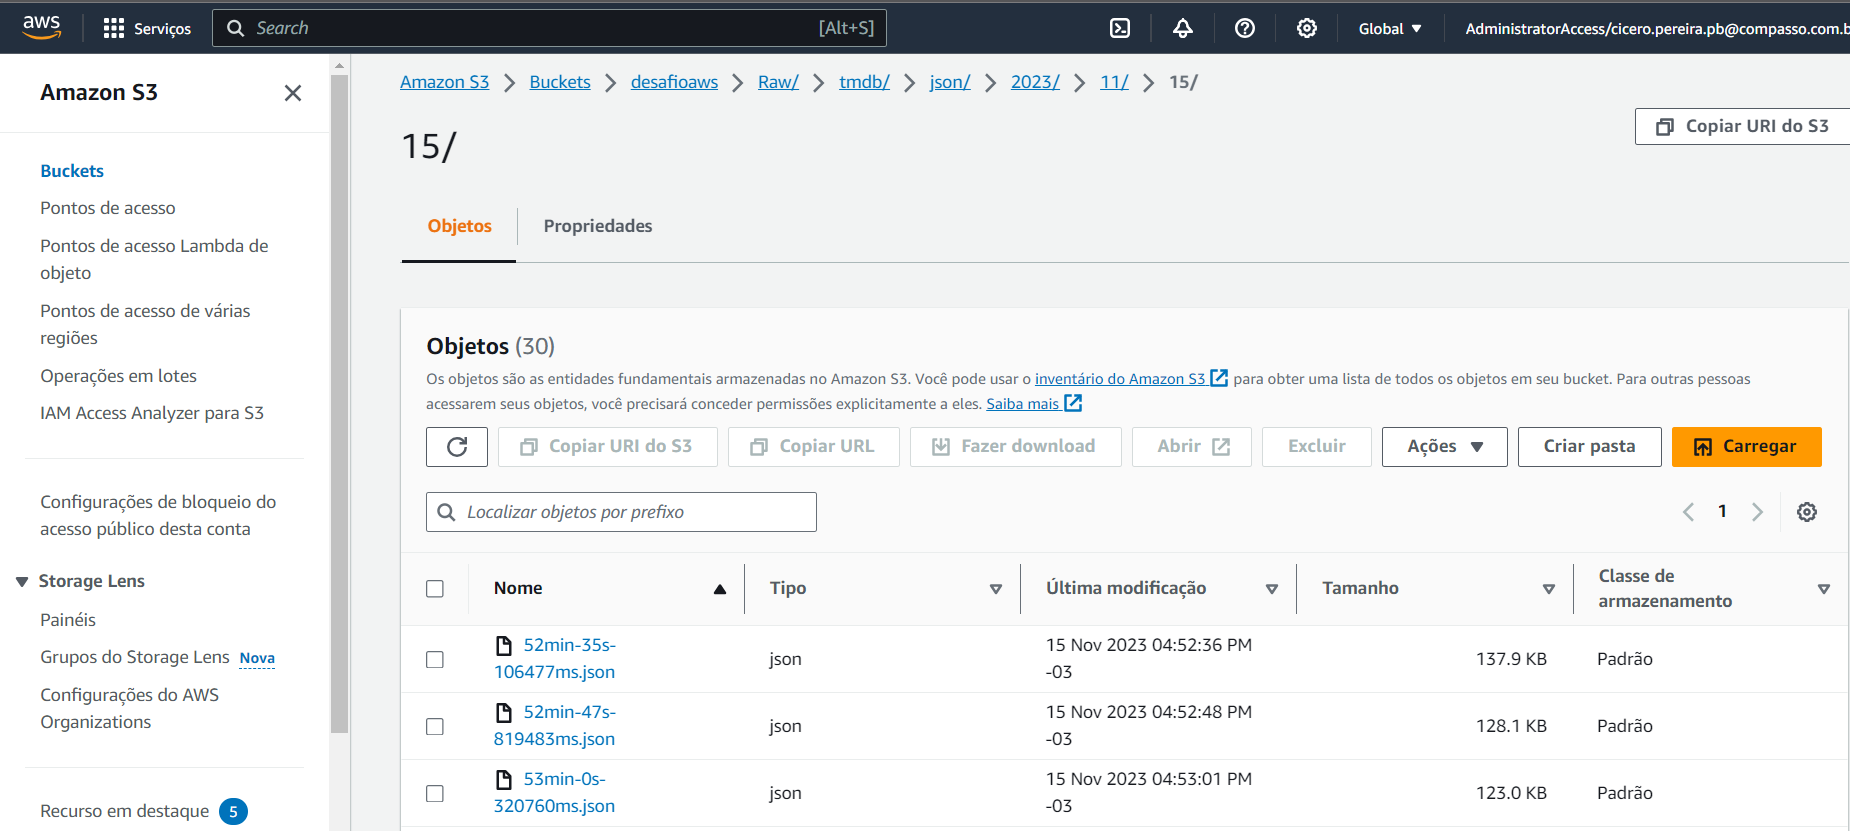 aws
Serviços
Search
[Alt+S]
Global
AdministratorAccess/cicero.pereira.pb@compasso.com.b
Amazon S3
Buckets
Pontos de acesso
Pontos de acesso Lambda de
objeto
Pontos de acesso de várias
regiões
Operações em lotes
IAM Access Analyzer para S3
Configurações de bloqueio do
acesso público desta conta
Storage Lens
Painéis
Grupos do Storage Lens Nova
Configurações do AWS
Organizations
Recurso em destaque 5
Amazon S3 Buckets desafioaws Raw/ tmdb/ json/ 2023/ 11/ 15/
15/
Copiar URI do S3
Objetos
Propriedades
Objetos (30)
Os objetos são as entidades fundamentais armazenadas no Amazon S3. Você pode usar o inventário do Amazon S3 para obter uma lista de todos os objetos em seu bucket. Para outras pessoas
acessarem seus objetos, você precisará conceder permissões explicitamente a eles. Saiba mais
Copiar URI do S3
Copiar URL
Fazer download
Abrir
Excluir
Ações
Criar pasta
Carregar
Localizar objetos por prefixo
1
Nome
Tipo
Última modificação
Tamanho
Classe de
armazenamento
52min-35s-
106477ms.json
json
15 Nov 2023 04:52:36 PM
-03
137.9 KB
Padrão
52min-47s-
819483ms.json
json
15 Nov 2023 04:52:48 PM
-03
128.1 KB
Padrão
53min-0s-
320760ms.json
json
15 Nov 2023 04:53:01 PM
-03
123.0 KB
Padrão